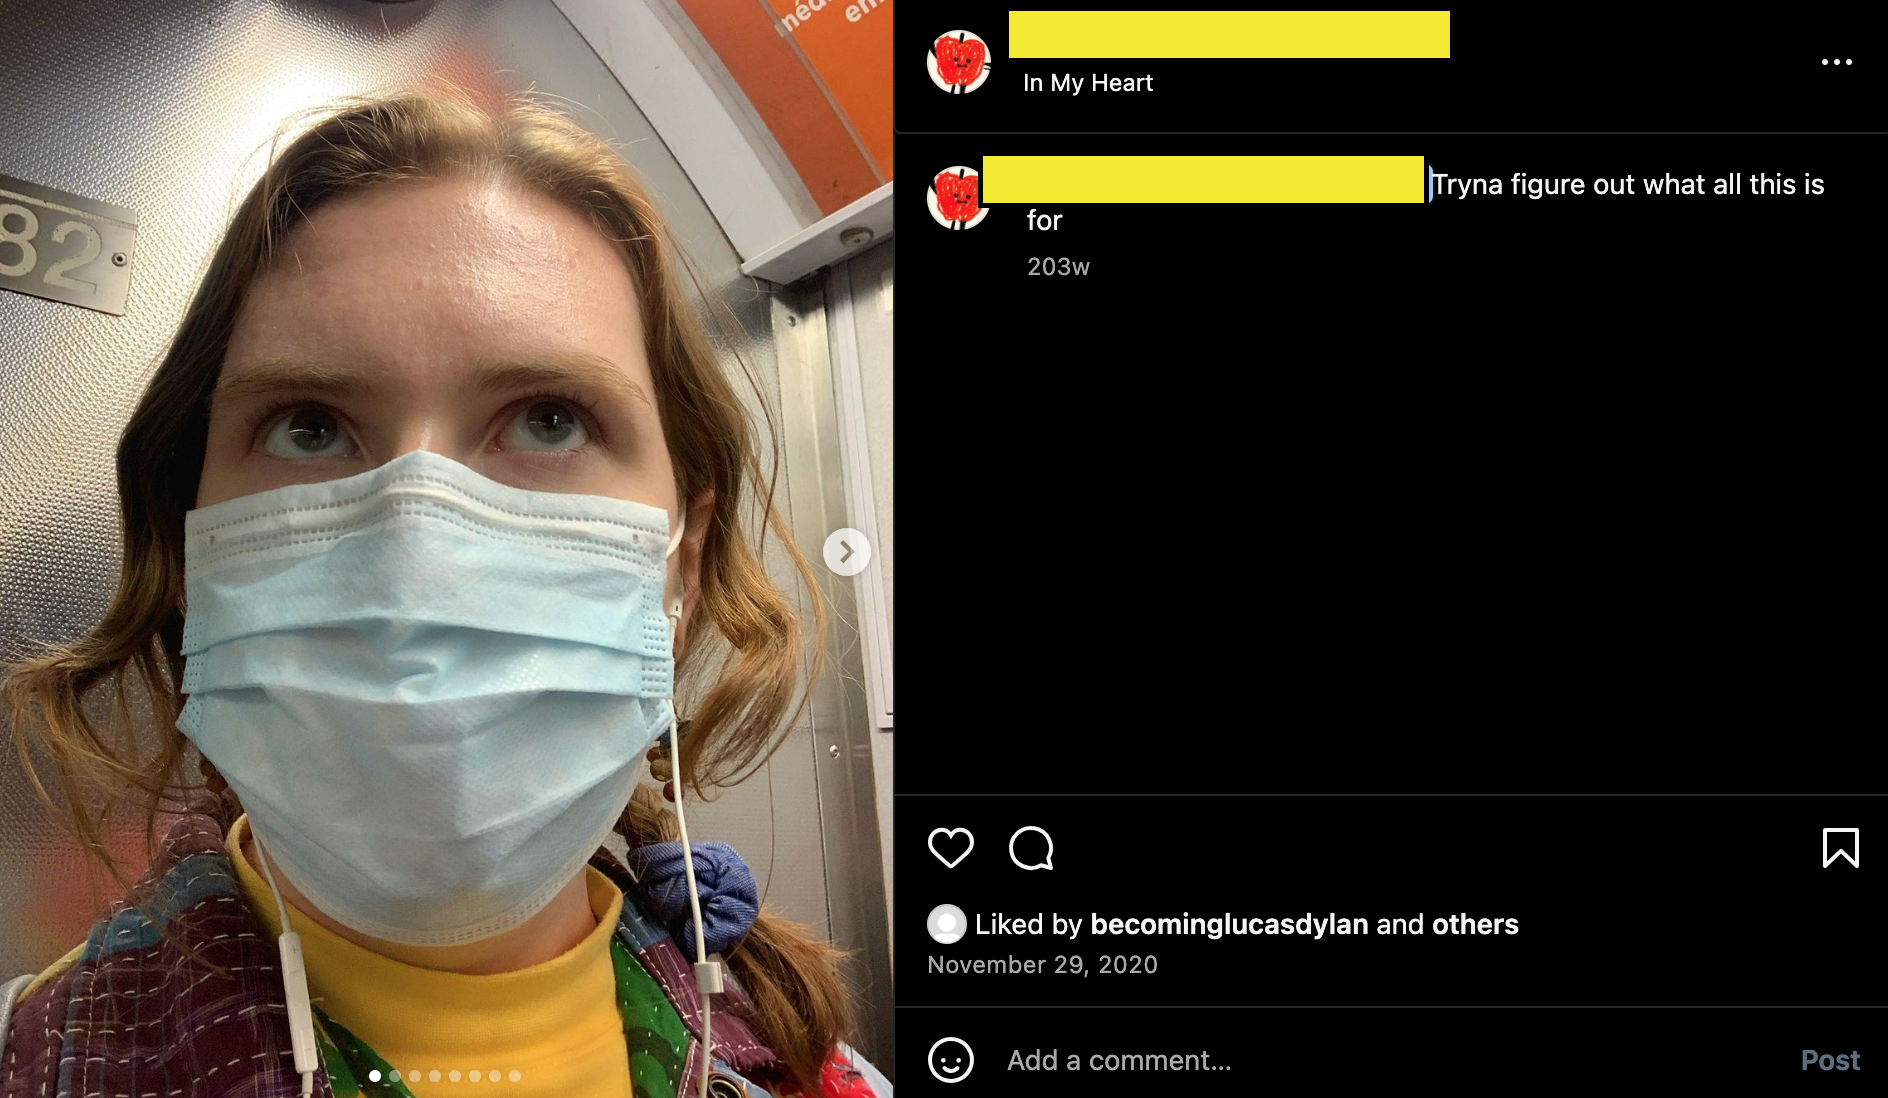 82
In My Heart
Tryna figure out what all this is
for
203w
Liked by becominglucasdylan and others
November 29, 2020
Add a comment...
Post